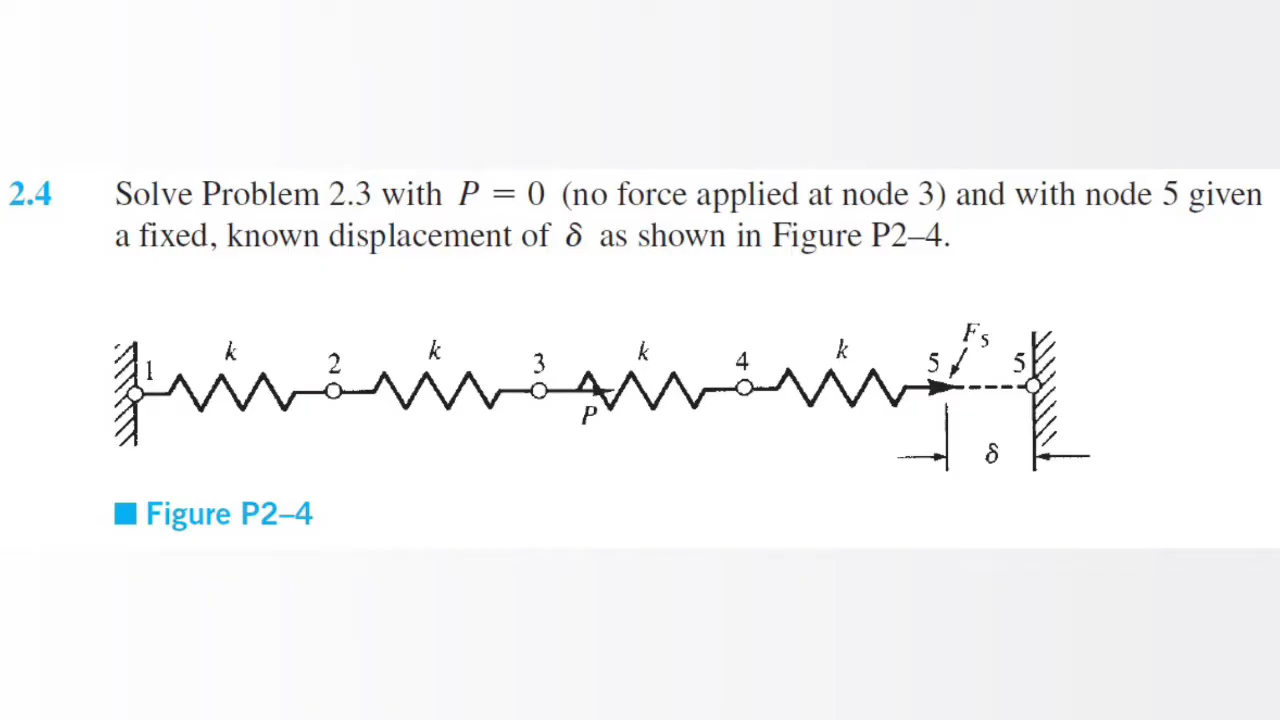 2.4 Solve Problem 2.3 with P = 0 (no force applied at node 3) and with node 5 given
a fixed, known displacement of δ as shown in Figure P2–4.
k k k k F₅
1 2 3 4 5 5
P
δ
Figure P2–4